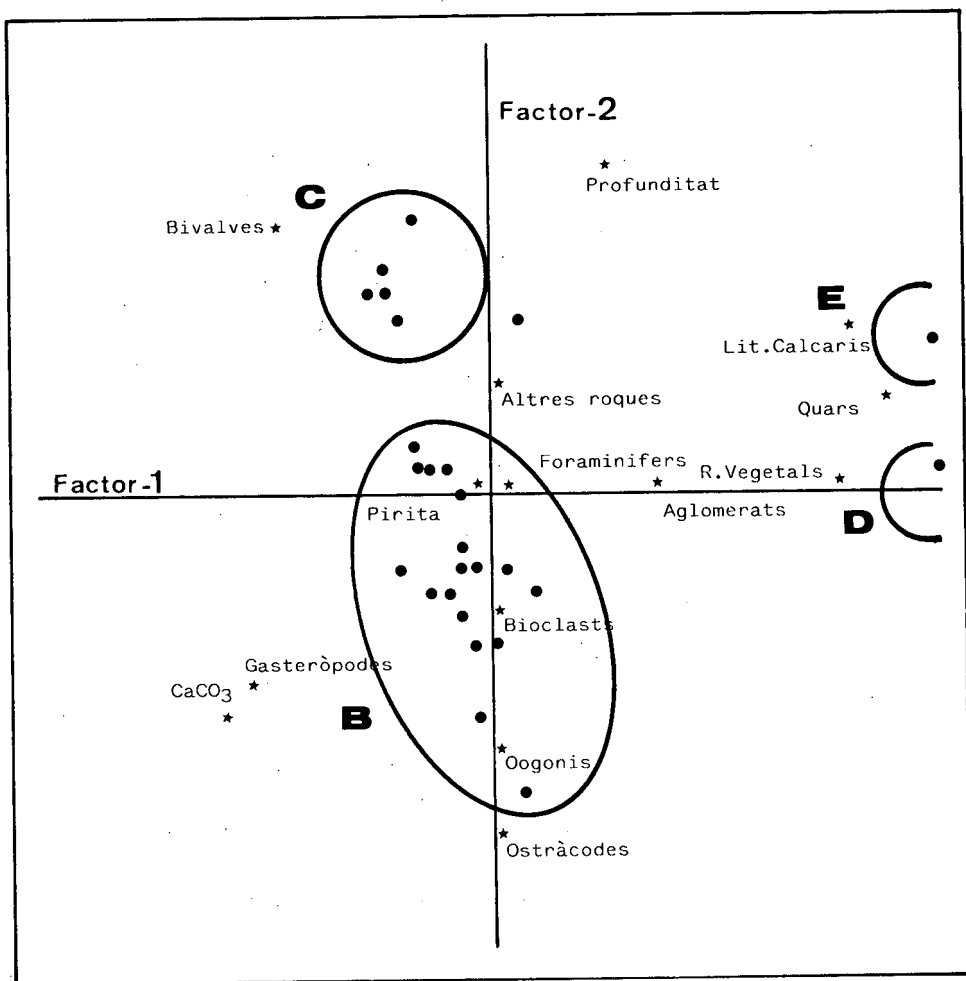 Factor-2
Profunditat
C
Bivalves
E
Lit.Calcaris
Altres roques
Quars
Foraminifers
R.Vegetals
Factor-1
Pirita
Aglomerats
D
Bioclasts
Gasteròpodes
CaCO3
B
Oogonis
Ostràcodes